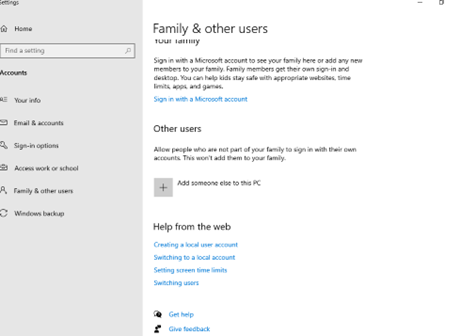 Settings
Home
Find a setting
Accounts
Your info
Email & accounts
Sign-in options
Access work or school
Family & other users
Windows backup
Family & other users
Your family
Sign in with a Microsoft account to see your family here or add any new
members to your family. Family members get their own sign-in and
desktop. You can help kids stay safe with appropriate websites, time
limits, apps, and games.
Sign in with a Microsoft account
Other users
Allow people who are not part of your family to sign in with their own
accounts. This won't add them to your family.
Add someone else to this PC
Help from the web
Creating a local user account
Switching to a local account
Setting screen time limits
Switching users
Get help
Give feedback